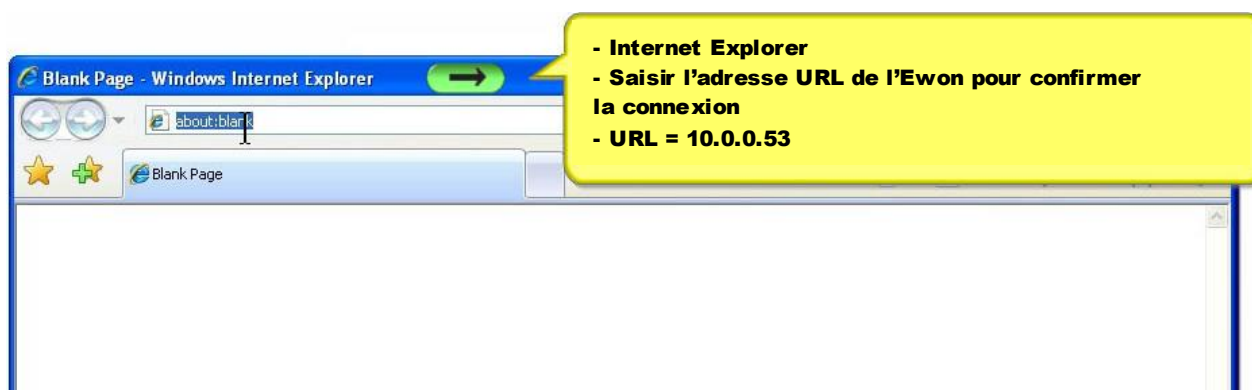 - Internet Explorer
- Saisir l’adresse URL de l’Ewon pour confirmer
la connexion
- URL = 10.0.0.53
Blank Page - Windows Internet Explorer
about:blank
Blank Page